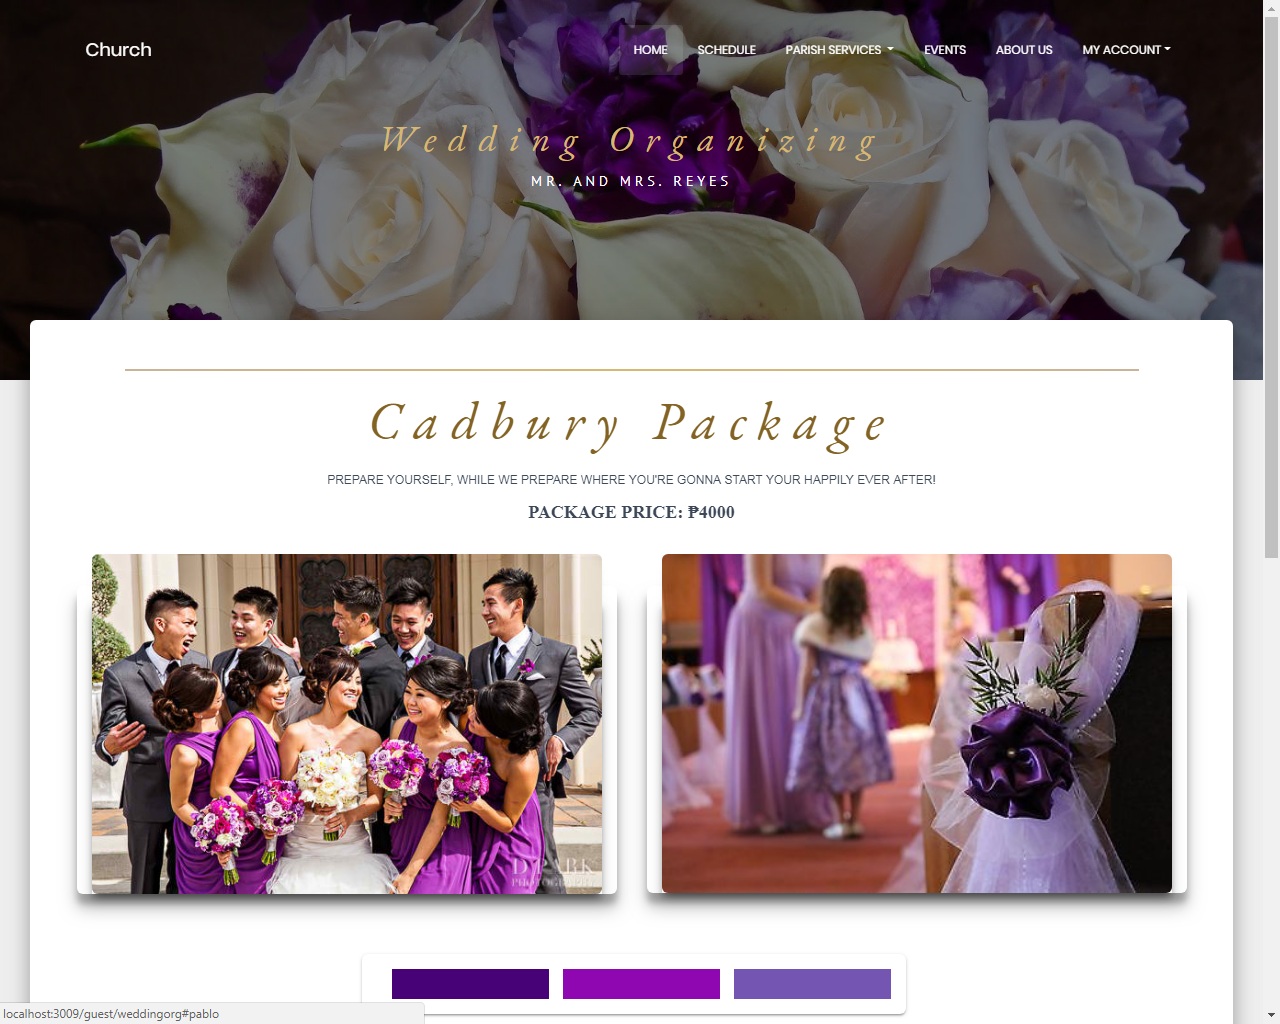 Church
HOME SCHEDULE PARISH SERVICES EVENTS ABOUT US MY ACCOUNT
Wedding Organizing
MR. AND MRS. REYES
Cadbury Package
PREPARE YOURSELF, WHILE WE PREPARE WHERE YOU'RE GONNA START YOUR HAPPILY EVER AFTER!
PACKAGE PRICE: ₱4000
D PARK
PHOTOGRAPHY
localhost:3009/guest/weddingorg#pablo